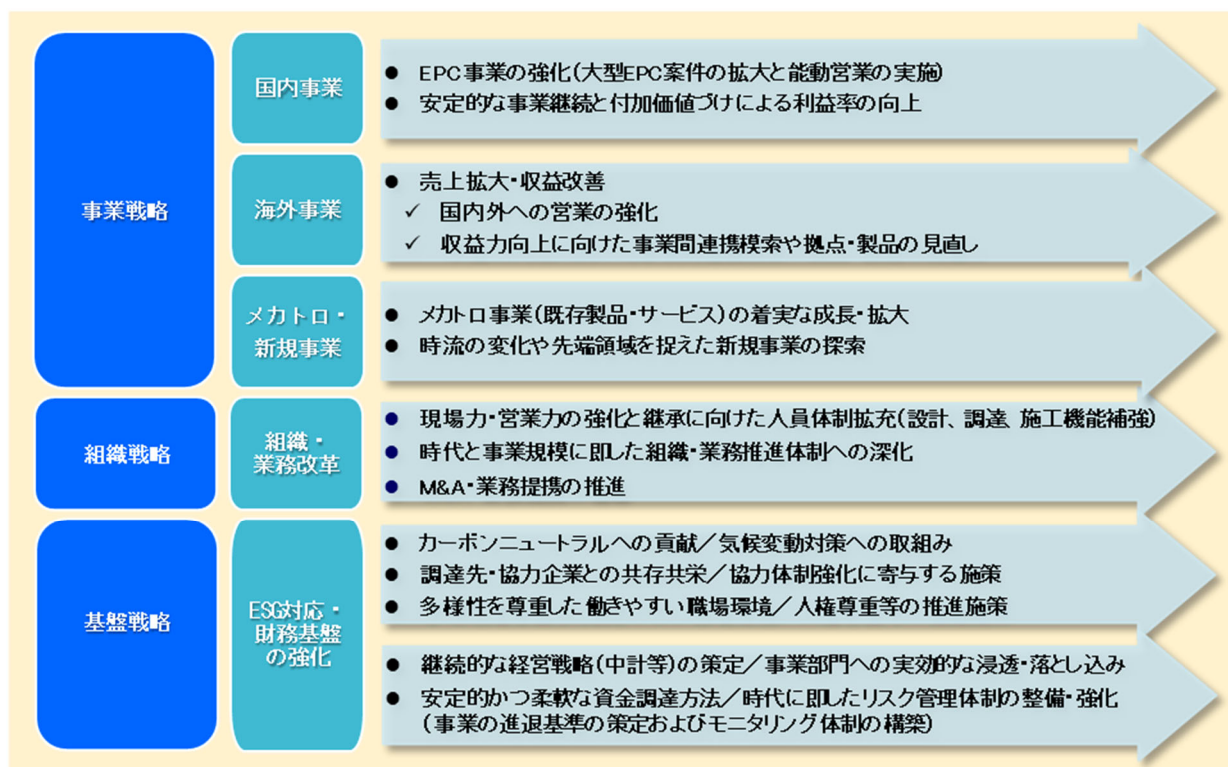 事業戦略
国内事業
● EPC事業の強化(大型EPC案件の拡大と能動営業の実施)
● 安定的な事業継続と付加価値づけによる利益率の向上
海外事業
● 売上拡大・収益改善
✓ 国内外への営業の強化
✓ 収益力向上に向けた事業間連携模索や拠点・製品の見直し
メカトロ・
新規事業
● メカトロ事業(既存製品・サービス)の着実な成長・拡大
● 時流の変化や先端領域を捉えた新規事業の探索
組織戦略
組織・
業務改革
● 現場力・営業力の強化と継承に向けた人員体制拡充(設計、調達、施工機能補強)
● 時代と事業規模に即した組織・業務推進体制への深化
● M&A・業務提携の推進
基盤戦略
ESG対応・
財務基盤
の強化
● カーボンニュートラルへの貢献/気候変動対策への取組み
● 調達先・協力企業との共存共栄/協力体制強化に寄与する施策
● 多様性を尊重した働きやすい職場環境/人権尊重等の推進施策
● 継続的な経営戦略(中計等)の策定/事業部門への実効的な浸透・落とし込み
● 安定的かつ柔軟な資金調達方法/時代に即したリスク管理体制の整備・強化
(事業の進退基準の策定およびモニタリング体制の構築)